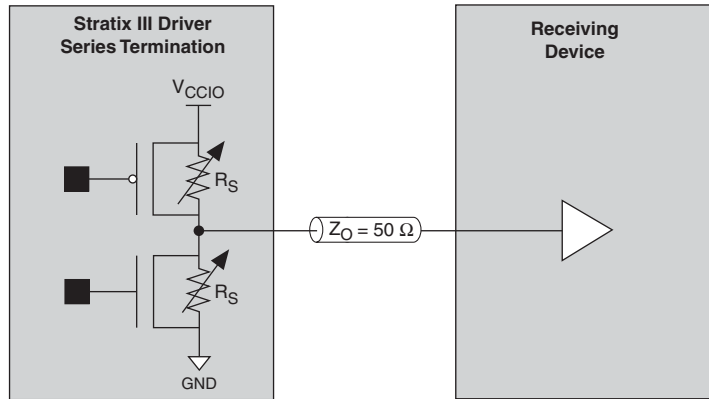 Stratix III Driver
Series Termination
Receiving
Device
VCCIO
RS
ZO = 50 Ω
RS
GND